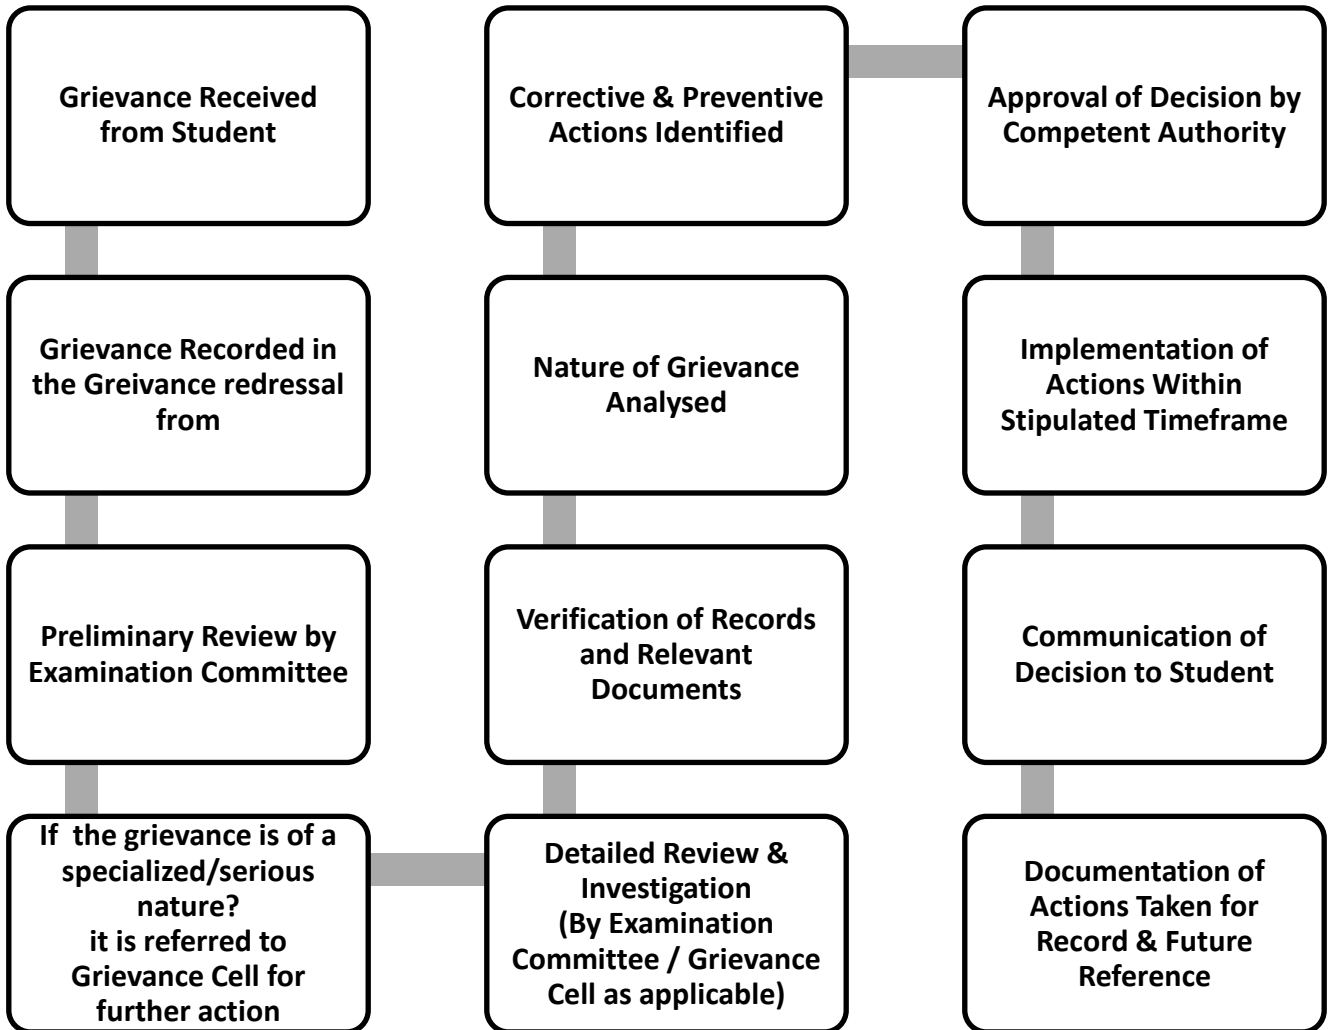 Grievance Received
from Student
Grievance Recorded in
the Greivance redressal
from
Preliminary Review by
Examination Committee
If the grievance is of a
specialized/serious
nature?
it is referred to
Grievance Cell for
further action
Detailed Review &
Investigation
(By Examination
Committee / Grievance
Cell as applicable)
Verification of Records
and Relevant
Documents
Nature of Grievance
Analysed
Corrective & Preventive
Actions Identified
Approval of Decision by
Competent Authority
Implementation of
Actions Within
Stipulated Timeframe
Communication of
Decision to Student
Documentation of
Actions Taken for
Record & Future
Reference